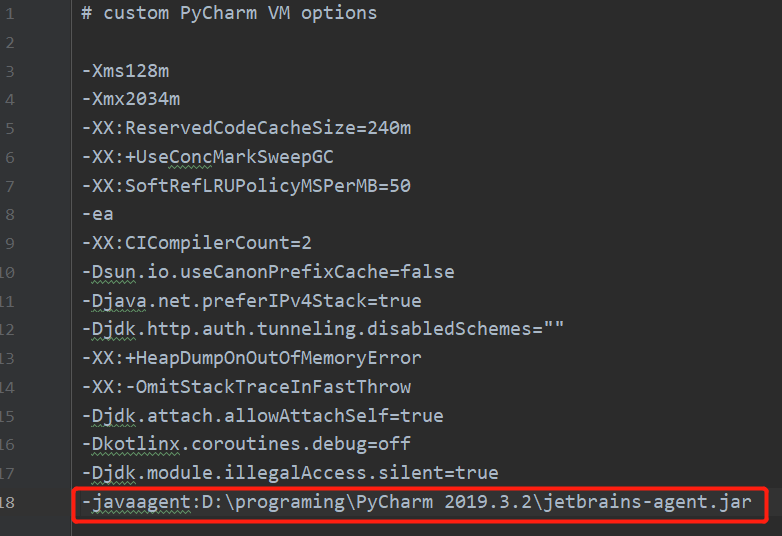 1 # custom PyCharm VM options
2
3 -Xms128m
4 -Xmx2034m
5 -XX:ReservedCodeCacheSize=240m
6 -XX:+UseConcMarkSweepGC
7 -XX:SoftRefLRUPolicyMSPerMB=50
8 -ea
9 -XX:CICompilerCount=2
10 -Dsun.io.useCanonPrefixCache=false
11 -Djava.net.preferIPv4Stack=true
12 -Djdk.http.auth.tunneling.disabledSchemes=""
13 -XX:+HeapDumpOnOutOfMemoryError
14 -XX:-OmitStackTraceInFastThrow
15 -Djdk.attach.allowAttachSelf=true
16 -Dkotlinx.coroutines.debug=off
17 -Djdk.module.illegalAccess.silent=true
18 -javaagent:D:\programing\PyCharm 2019.3.2\jetbrains-agent.jar